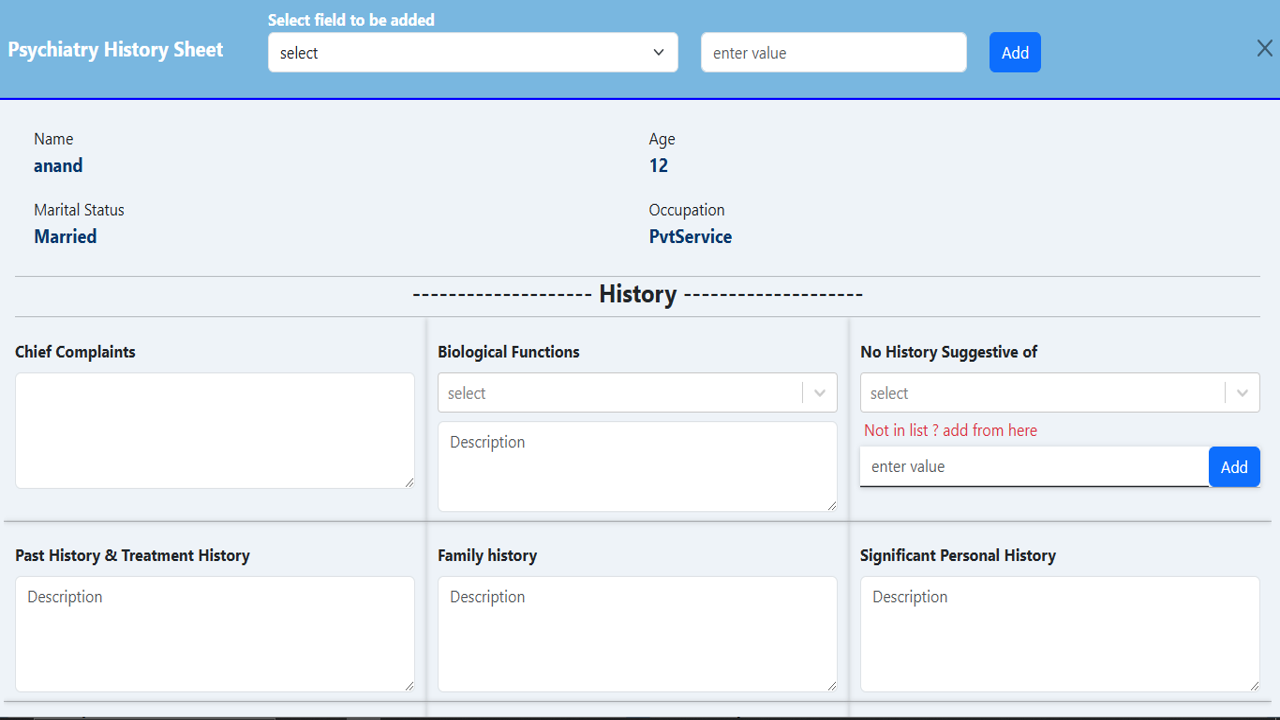 Select field to be added
Psychiatry History Sheet
select
enter value
Add
Name
Age
anand
12
Marital Status
Occupation
Married
PvtService
-------------------- History --------------------
Chief Complaints
Biological Functions
No History Suggestive of
select
select
Description
Not in list ? add from here
enter value
Add
Past History & Treatment History
Family history
Significant Personal History
Description
Description
Description